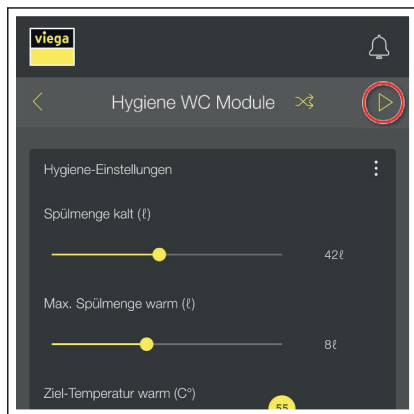 viega
Hygiene WC Module
Hygiene-Einstellungen
Spülmenge kalt (ℓ)
42ℓ
Max. Spülmenge warm (ℓ)
8ℓ
Ziel-Temperatur warm (C°)
55